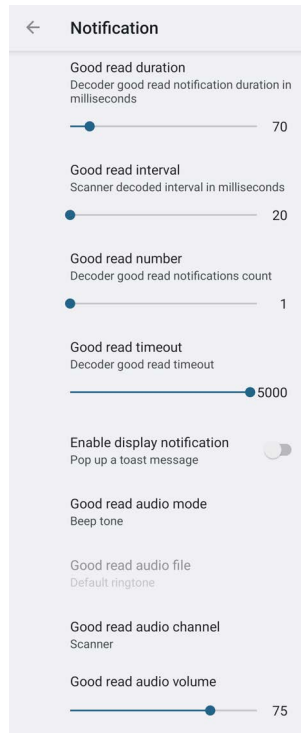 Notification
Good read duration
Decoder good read notification duration in
milliseconds
70
Good read interval
Scanner decoded interval in milliseconds
20
Good read number
Decoder good read notifications count
1
Good read timeout
Decoder good read timeout
5000
Enable display notification
Pop up a toast message
Good read audio mode
Beep tone
Good read audio file
Default ringtone
Good read audio channel
Scanner
Good read audio volume
75